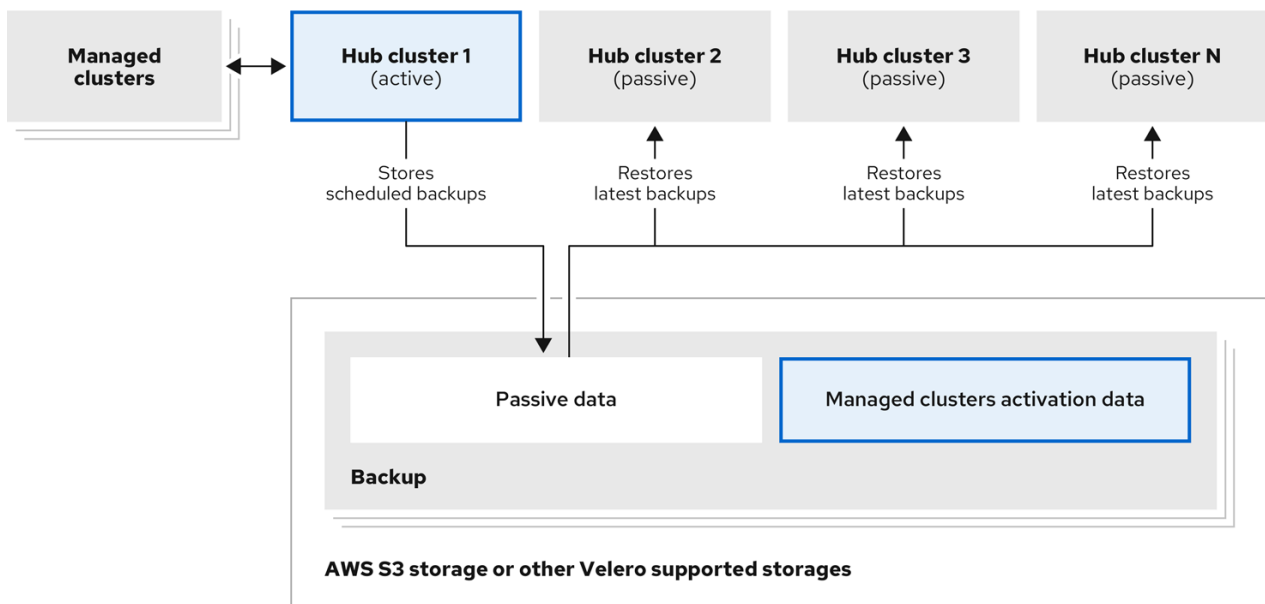 Managed
clusters
Hub cluster 1
(active)
Hub cluster 2
(passive)
Hub cluster 3
(passive)
Hub cluster N
(passive)
Stores
scheduled backups
Restores
latest backups
Restores
latest backups
Restores
latest backups
Passive data
Managed clusters activation data
Backup
AWS S3 storage or other Velero supported storages